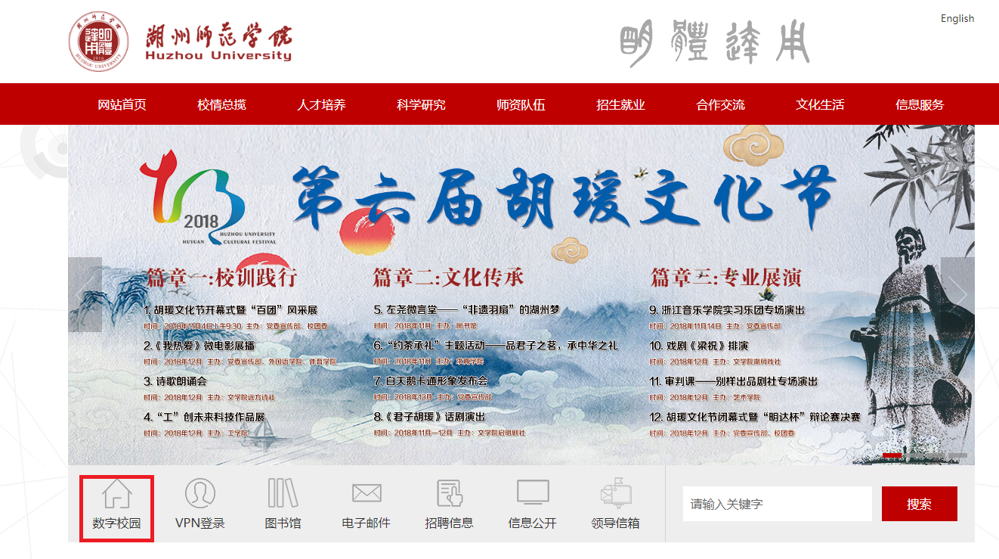 English
湖州师范学院
Huzhou University
湖州师范学院
1916
HUZHOU UNIVERSITY
明體達用
网站首页 校情总揽 人才培养 科学研究 师资队伍 招生就业 合作交流 文化生活 信息服务
第六届胡瑗文化节
2018
HUZHOU UNIVERSITY
HUYUAN CULTURAL FESTIVAL
篇章一:校训践行
1. 胡瑗文化节开幕式暨“百团”风采展
时间：2018年11月4日上午9:30 主办：党委宣传部、校团委
2.《我热爱》微电影展播
时间：2018年12月 主办：党委宣传部、外国语学院、体育学院
3. 诗歌朗诵会
时间：2018年12月 主办：文学院远方诗社
4.“工”创未来科技作品展
时间：2018年12月 主办：工学院
篇章二:文化传承
5. 左尧微言堂——“非遗羽扇”的湖州梦
时间：2018年11月 主办：图书馆
6.“约茶承礼”主题活动——品君子之茗，承中华之礼
时间：2018年11月 主办：求真学院
7. 白天鹅卡通形象发布会
时间：2018年12月 主办：党委宣传部
8.《君子胡瑗》话剧演出
时间：2018年11月—12月 主办：文学院启明剧社
篇章三:专业展演
9. 浙江音乐学院实习乐团专场演出
时间：2018年11月14日 主办：党委宣传部
10. 戏剧《梁祝》排演
时间：2018年12月 主办：文学院湖师戏社
11. 审判课——别样出品剧社专场演出
时间：2018年12月 主办：艺术学院
12. 胡瑗文化节闭幕式暨“明达杯”辩论赛决赛
时间：2018年12月 主办：党委宣传部、校团委
数字校园 VPN登录 图书馆 电子邮件 招聘信息 信息公开 领导信箱
请输入关键字 搜索